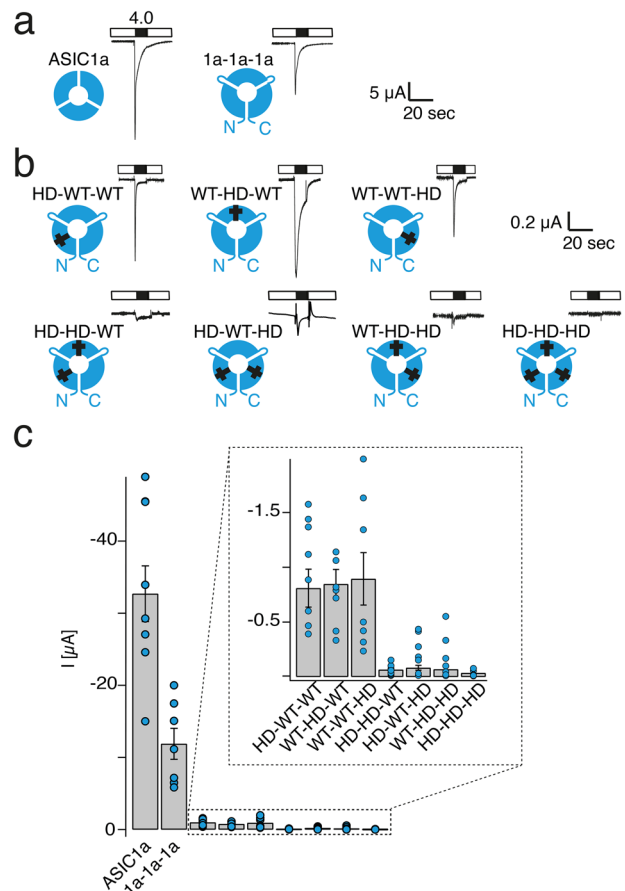 a
4.0
ASIC1a
1a-1a-1a
N C
5 µA
20 sec
b
HD-WT-WT
WT-HD-WT
WT-WT-HD
0.2 µA
20 sec
N C
N C
N C
HD-HD-WT
HD-WT-HD
WT-HD-HD
HD-HD-HD
N C
N C
N C
N C
c
I [µA]
-40
-20
0
ASIC1a
1a-1a-1a
-1.5
-0.5
HD-WT-WT
WT-HD-WT
WT-WT-HD
HD-HD-WT
HD-WT-HD
WT-HD-HD
HD-HD-HD